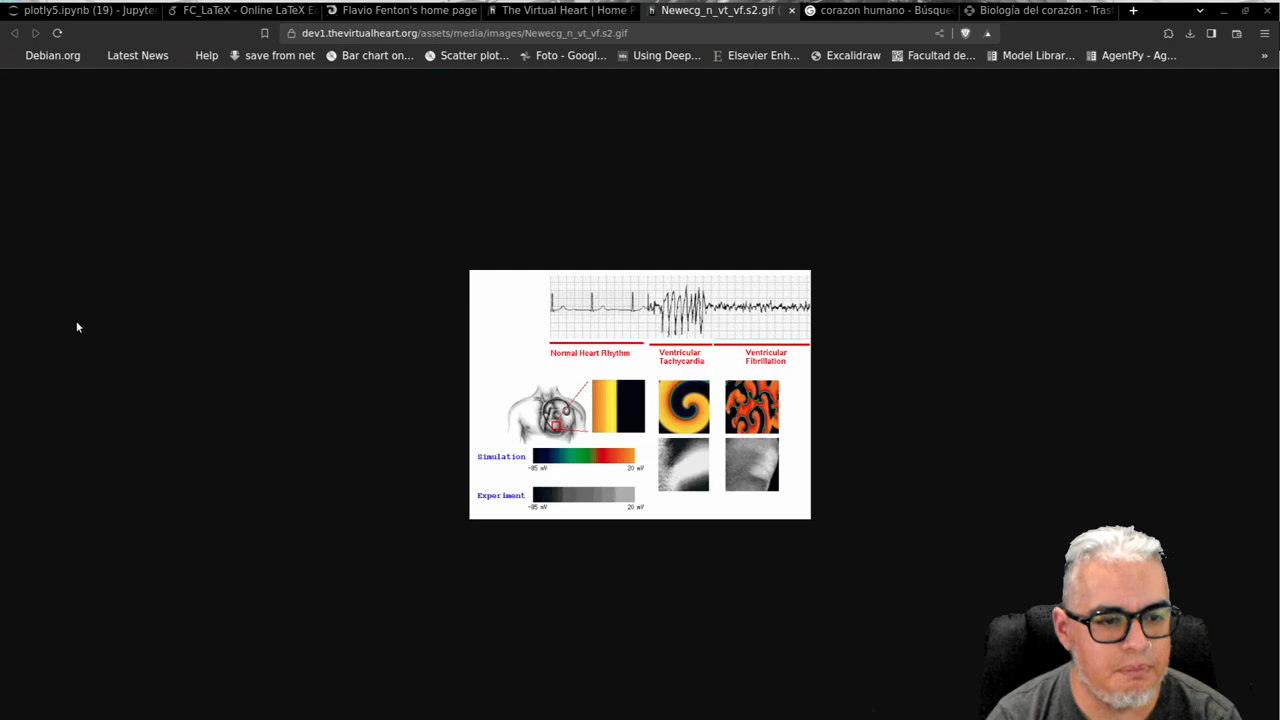 plotly5.ipynb (19) - Jupyte
FC_LaTeX - Online LaTeX E
Flavio Fenton's home page
The Virtual Heart | Home P
Newecg_n_vt_vf.s2.gif (
corazon humano - Búsque
Biología del corazón - Tras
dev1.thevirtualheart.org/assets/media/images/Newecg_n_vt_vf.s2.gif
Debian.org
Latest News
Help
save from net
Bar chart on...
Scatter plot...
Foto - Googl...
Using Deep...
Elsevier Enh...
Excalidraw
Facultad de...
Model Librar...
AgentPy - Ag...
Normal Heart Rhythm
Ventricular
Tachycardia
Ventricular
Fibrillation
Simulation
-85 mV
20 mV
Experiment
-85 mV
20 mV